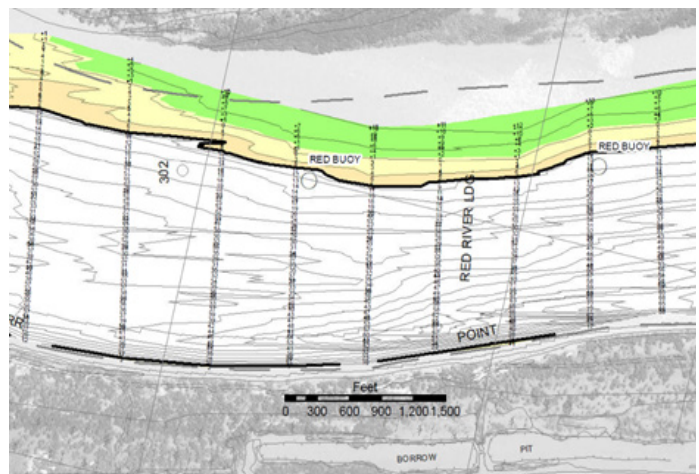 RED BUOY
RED BUOY
302
RED RIVER LDG
POINT
Feet
0 300 600 900 1,200 1,500
BORROW
PIT